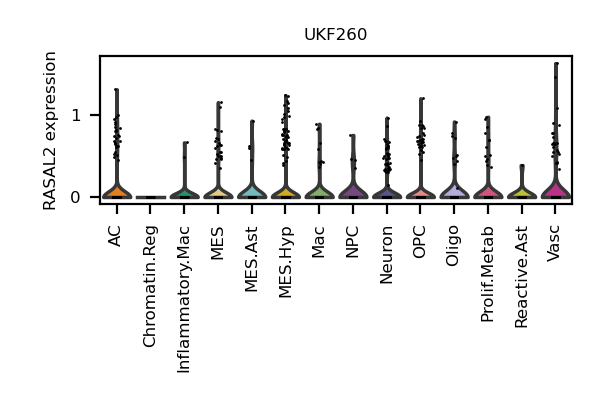 UKF260
RASAL2 expression
1
0
AC
Chromatin.Reg
Inflammatory.Mac
MES
MES.Ast
MES.Hyp
Mac
NPC
Neuron
OPC
Oligo
Prolif.Metab
Reactive.Ast
Vasc